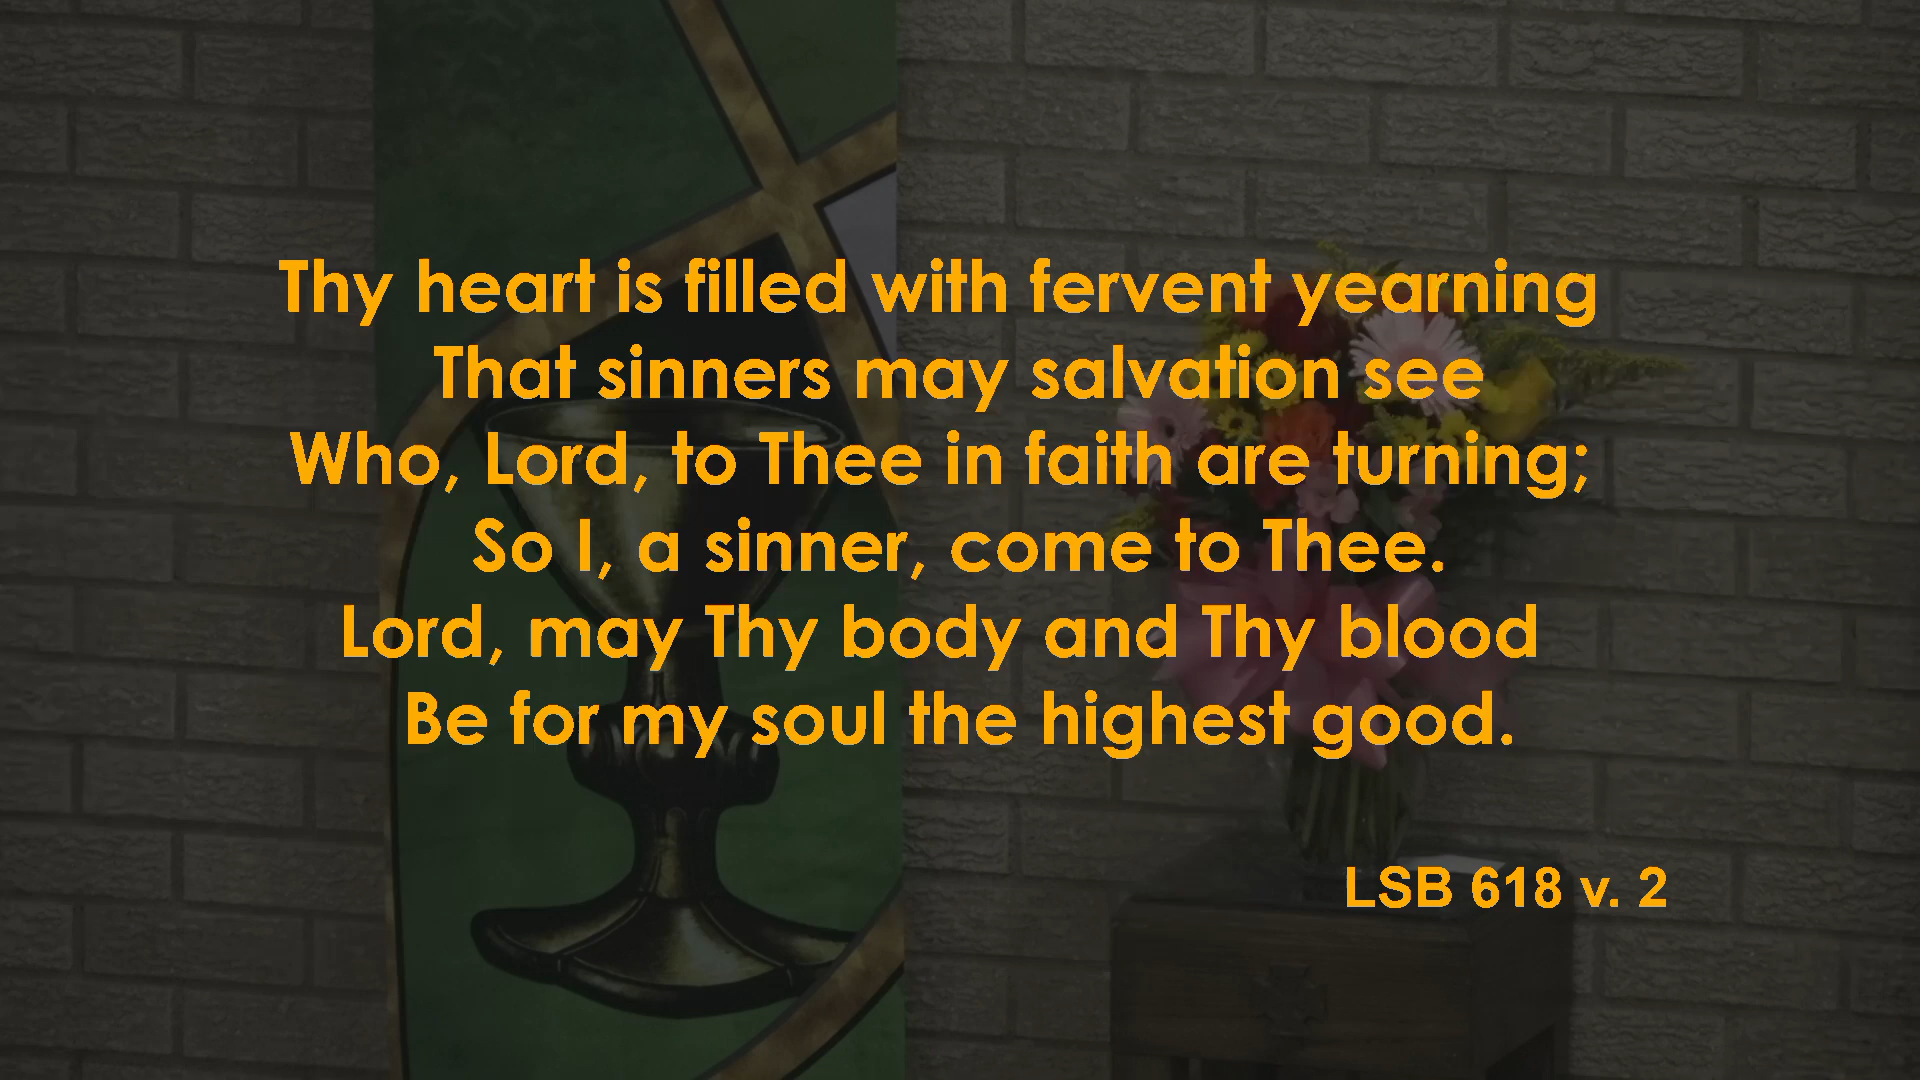 Thy heart is filled with fervent yearning
That sinners may salvation see
Who, Lord, to Thee in faith are turning;
So I, a sinner, come to Thee.
Lord, may Thy body and Thy blood
Be for my soul the highest good.
LSB 618 v. 2